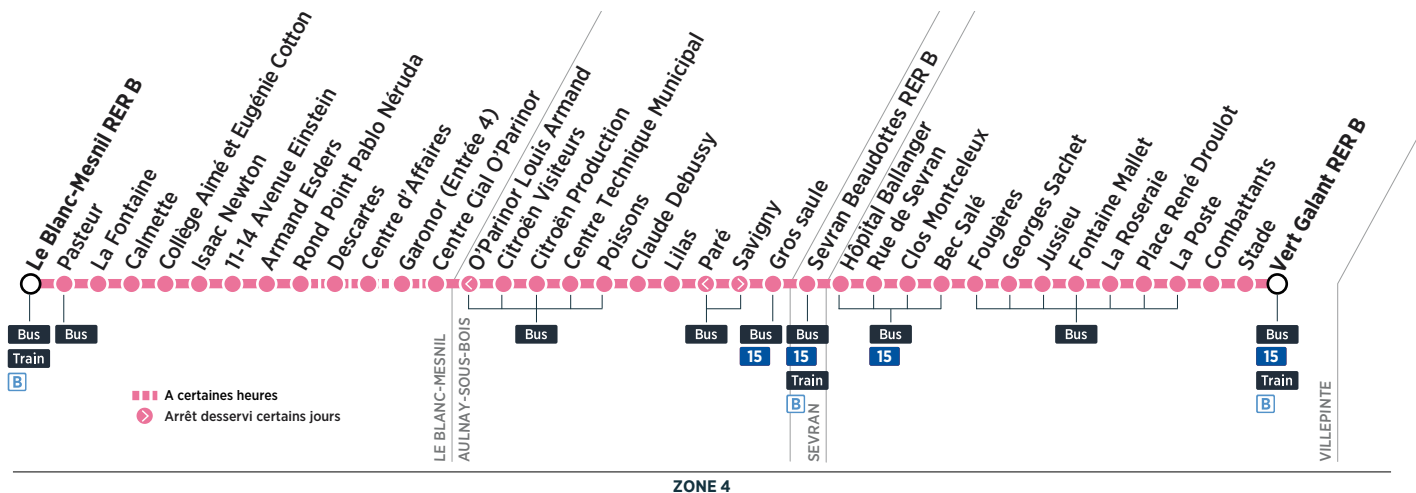 Le Blanc-Mesnil RER B
Pasteur
La Fontaine
Calmette
Collège Aimé et Eugénie Cotton
Isaac Newton
11-14 Avenue Einstein
Armand Esders
Rond Point Pablo Néruda
Descartes
Centre d'Affaires
Garonor (Entrée 4)
Centre Cial O'Parinor
O'Parinor Louis Armand
Citroën Visiteurs
Citroën Production
Centre Technique Municipal
Poissons
Claude Debussy
Lilas
Paré
Savigny
Gros saule
Sevran Beaudottes RER B
Hôpital Ballanger
Rue de Sevran
Clos Montceleux
Bec Salé
Fougères
Georges Sachet
Jussieu
Fontaine Mallet
La Roseraie
Place René Droulot
La Poste
Combattants
Stade
Vert Galant RER B
Bus
Train
B
Bus
Bus
Bus
Bus
15
Bus
15
Train
B
Bus
15
Bus
Bus
15
Train
B
A certaines heures
Arrêt desservi certains jours
LE BLANC-MESNIL
AULNAY-SOUS-BOIS
SEVRAN
VILLEPINTE
ZONE 4